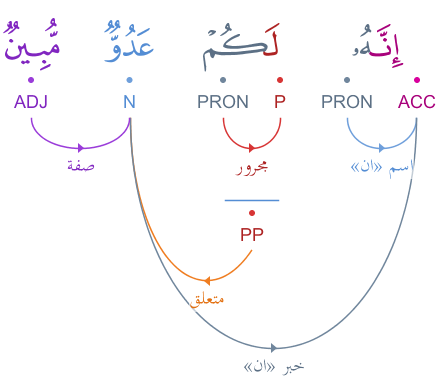 إِنَّهُۥ لَكُمْ عَدُوٌّ مُّبِينٌ
ACC PRON P PRON N ADJ
اسم «ان» مجرور صفة
PP
متعلق
خبر «ان»